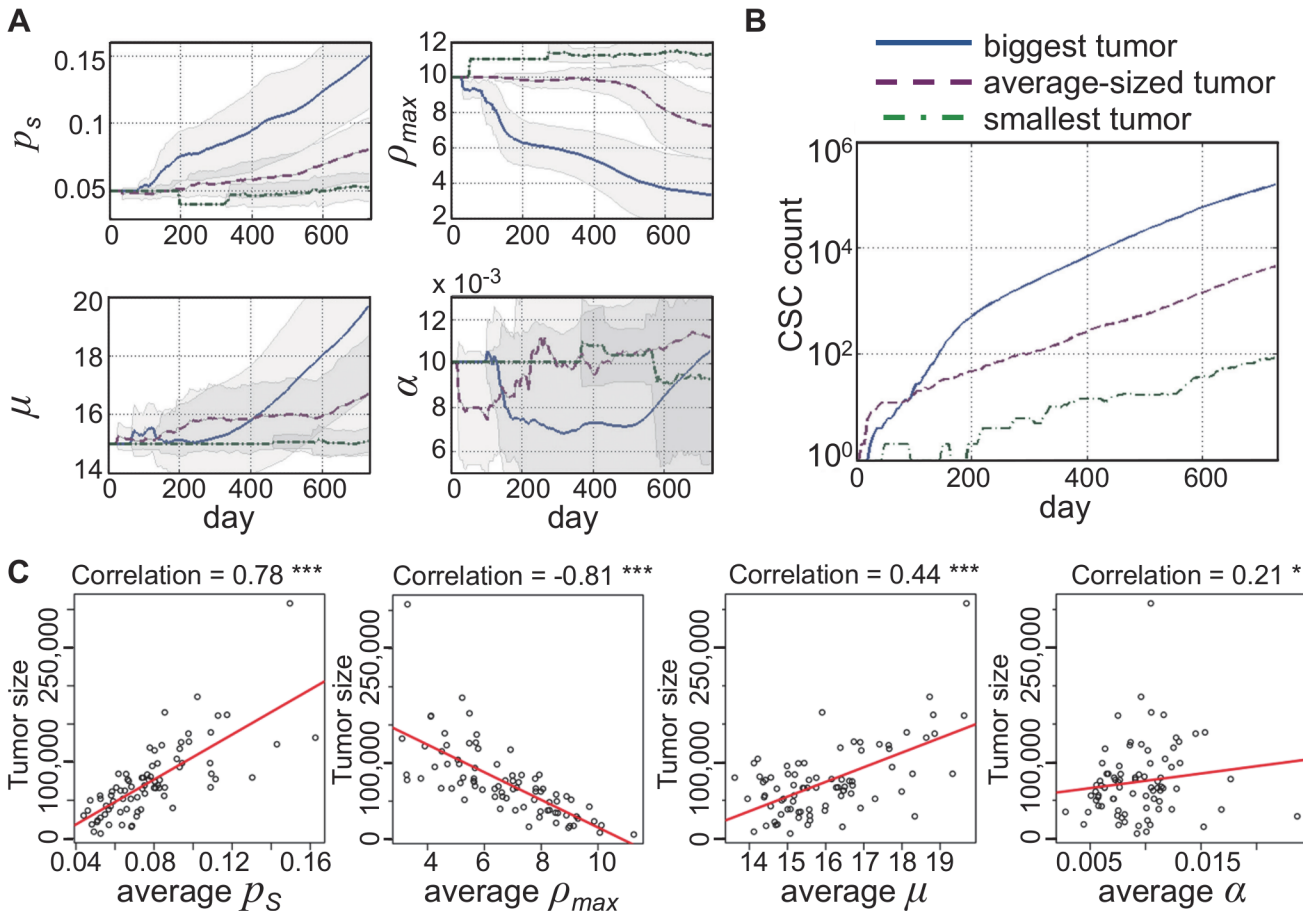 A
B
biggest tumor
average-sized tumor
smallest tumor
0.15
0.1
0.05
p_s
0 200 400 600
12
10
8
6
4
2
ρ_max
0 200 400 600
20
18
16
14
μ
0 200 400 600
day
x 10^-3
12
10
8
6
α
0 200 400 600
day
10^6
10^4
10^2
10^0
CSC count
200 400 600
day
C
Correlation = 0.78 ***
Tumor size
0 100,000 250,000
0.04 0.08 0.12 0.16
average p_S
Correlation = -0.81 ***
Tumor size
0 100,000 250,000
4 6 8 10
average ρ_max
Correlation = 0.44 ***
Tumor size
0 100,000 250,000
14 15 16 17 18 19
average μ
Correlation = 0.21 *
Tumor size
0 100,000 250,000
0.005 0.015
average α